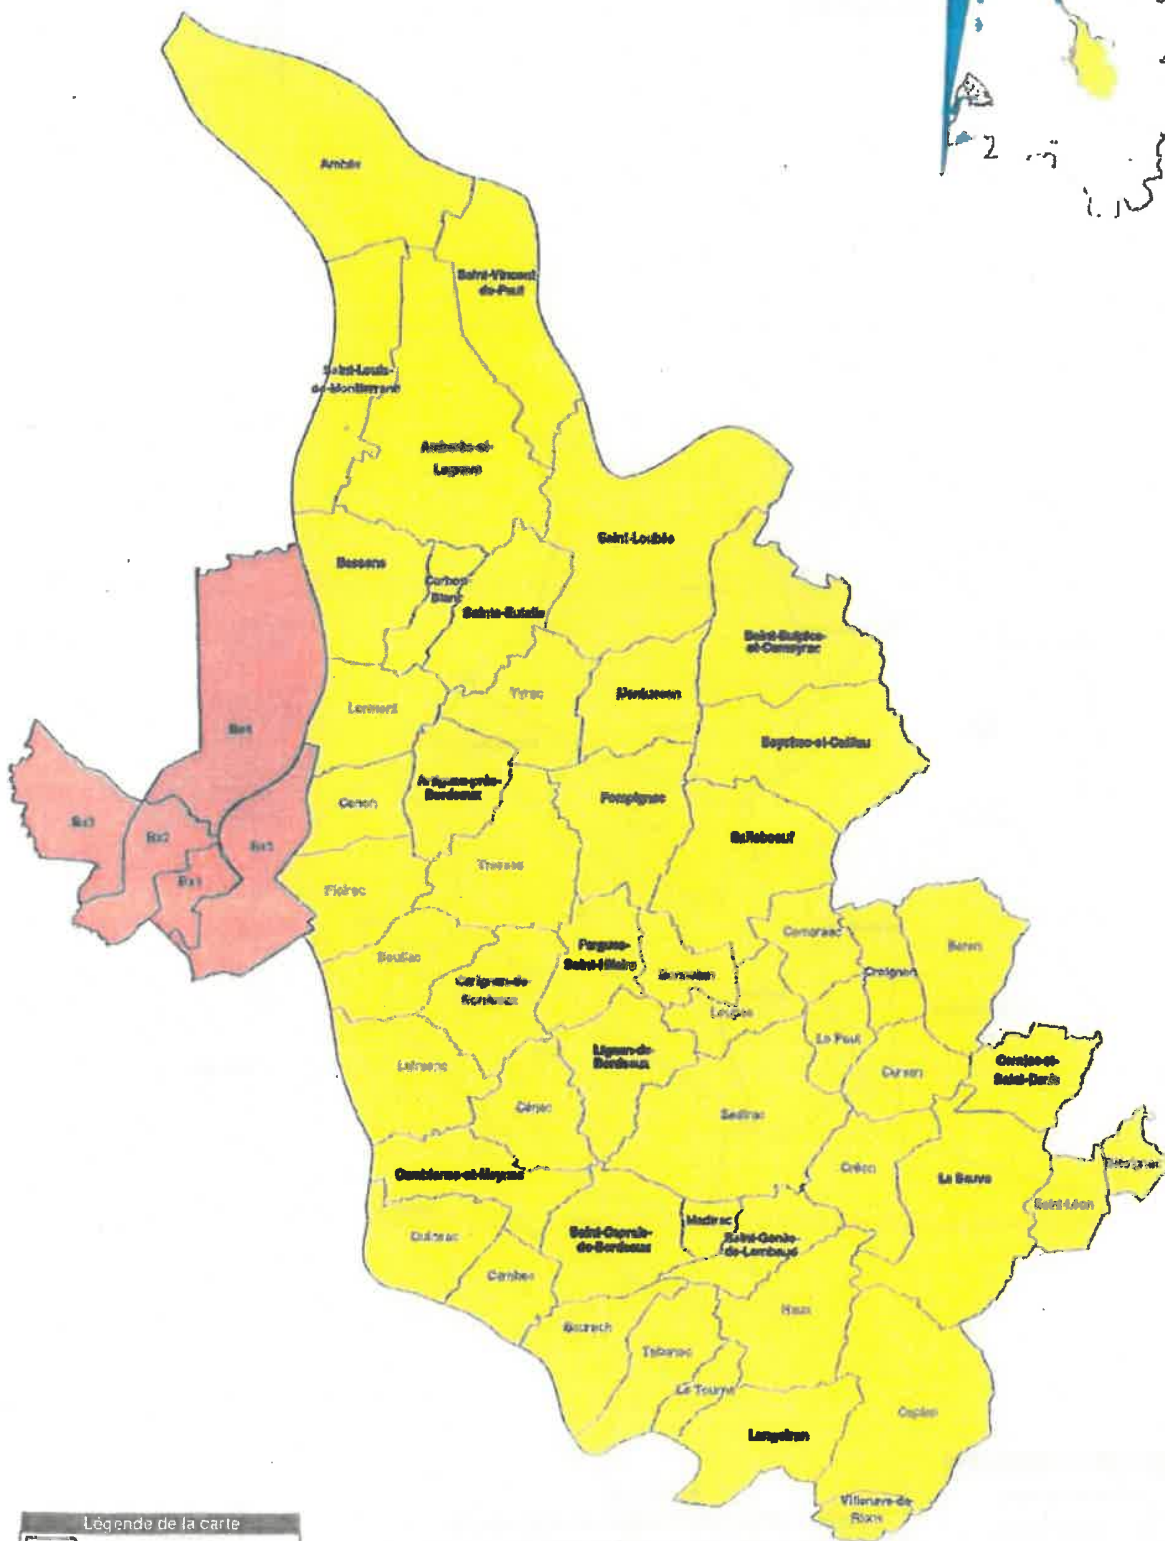 Ambès
Saint-Vincent-
de-Paul
Saint-Louis-
de-Montferrand
Ambarès-et-
Lagrave
Saint-Loubès
Bassens
Carbon-
Blanc
Sainte-Eulalie
Saint-Sulpice-
et-Cameyrac
Yvrac
Montussan
Lormont
Bx4
Beychac-et-Caillau
Artigues-près-
Bordeaux
Cenon
Pompignac
Bx3
Bx2
Bx5
Salleboeuf
Bx1
Tresses
Floirac
Camarsac
Baron
Bouliac
Fargues-
Saint-Hilaire
Croignon
Carignan-de-
Bordeaux
Bonnetan
Loupes
Le Pout
Latresne
Lignan-de-
Bordeaux
Cursan
Camiac-et-
Saint-Denis
Cénac
Sadirac
Créon
La Sauve
Camblanes-et-Meynac
Saint-Léon
Quinsac
Madirac
Saint-Caprais-
de-Bordeaux
Saint-Genès-
de-Lombaud
Cambes
Haux
Baurech
Tabanac
Le Tourne
Capian
Langoiran
Villenave-de-
Rions
Légende de la carte